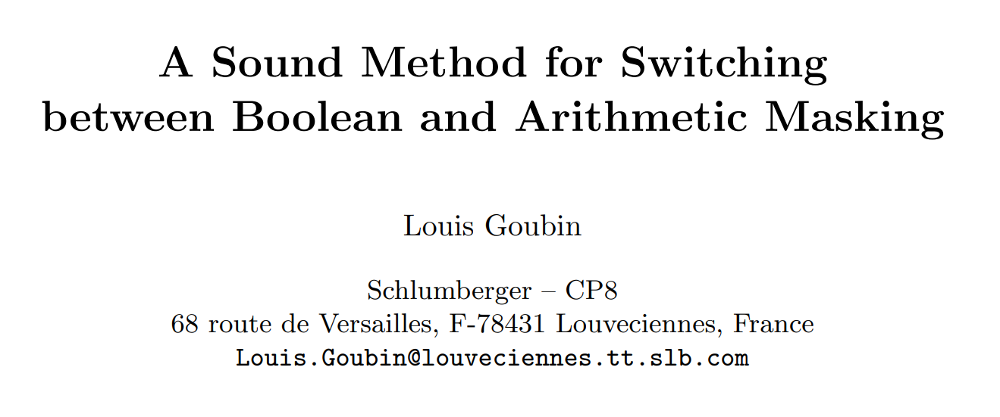 A Sound Method for Switching
between Boolean and Arithmetic Masking
Louis Goubin
Schlumberger – CP8
68 route de Versailles, F-78431 Louveciennes, France
Louis.Goubin@louveciennes.tt.slb.com